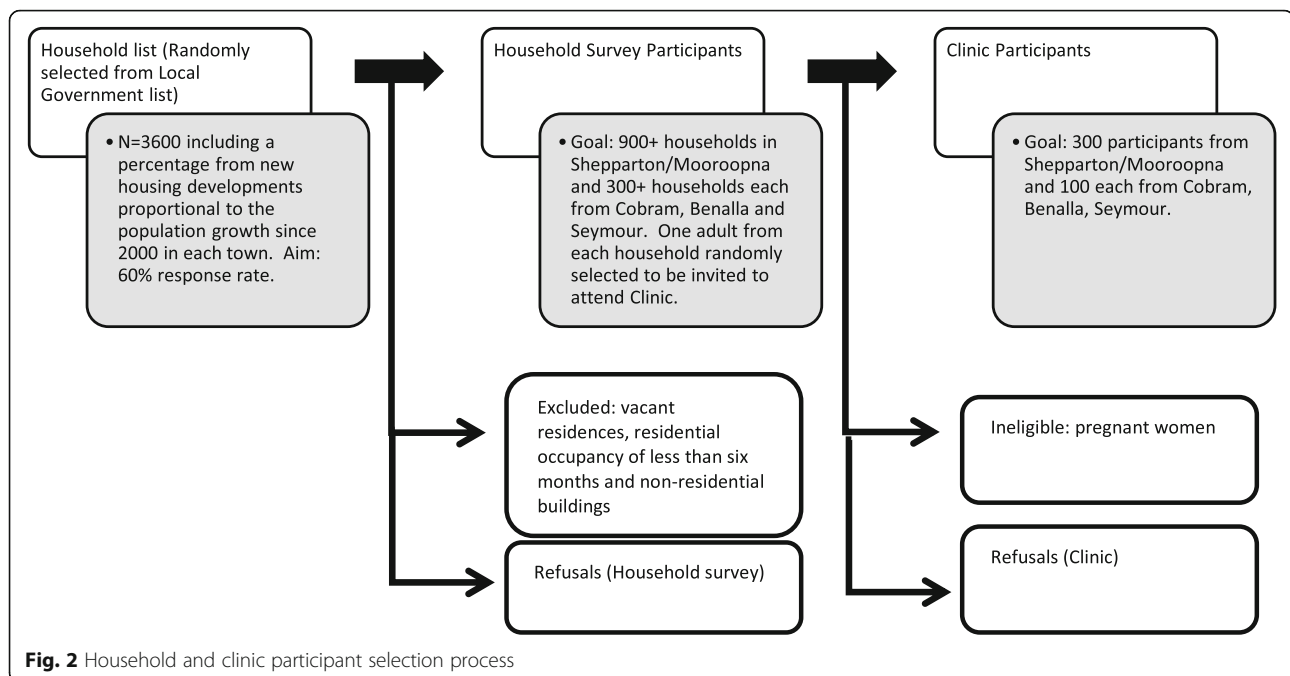 Household list (Randomly
selected from Local
Government list)
• N=3600 including a
percentage from new
housing developments
proportional to the
population growth since
2000 in each town.  Aim:
60% response rate.
Household Survey Participants
• Goal: 900+ households in
Shepparton/Mooroopna
and 300+ households each
from Cobram, Benalla and
Seymour.  One adult from
each household randomly
selected to be invited to
attend Clinic.
Clinic Participants
• Goal: 300 participants from
Shepparton/Mooroopna
and 100 each from Cobram,
Benalla, Seymour.
Excluded: vacant
residences, residential
occupancy of less than six
months and non-residential
buildings
Refusals (Household survey)
Ineligible: pregnant women
Refusals (Clinic)
Fig. 2 Household and clinic participant selection process